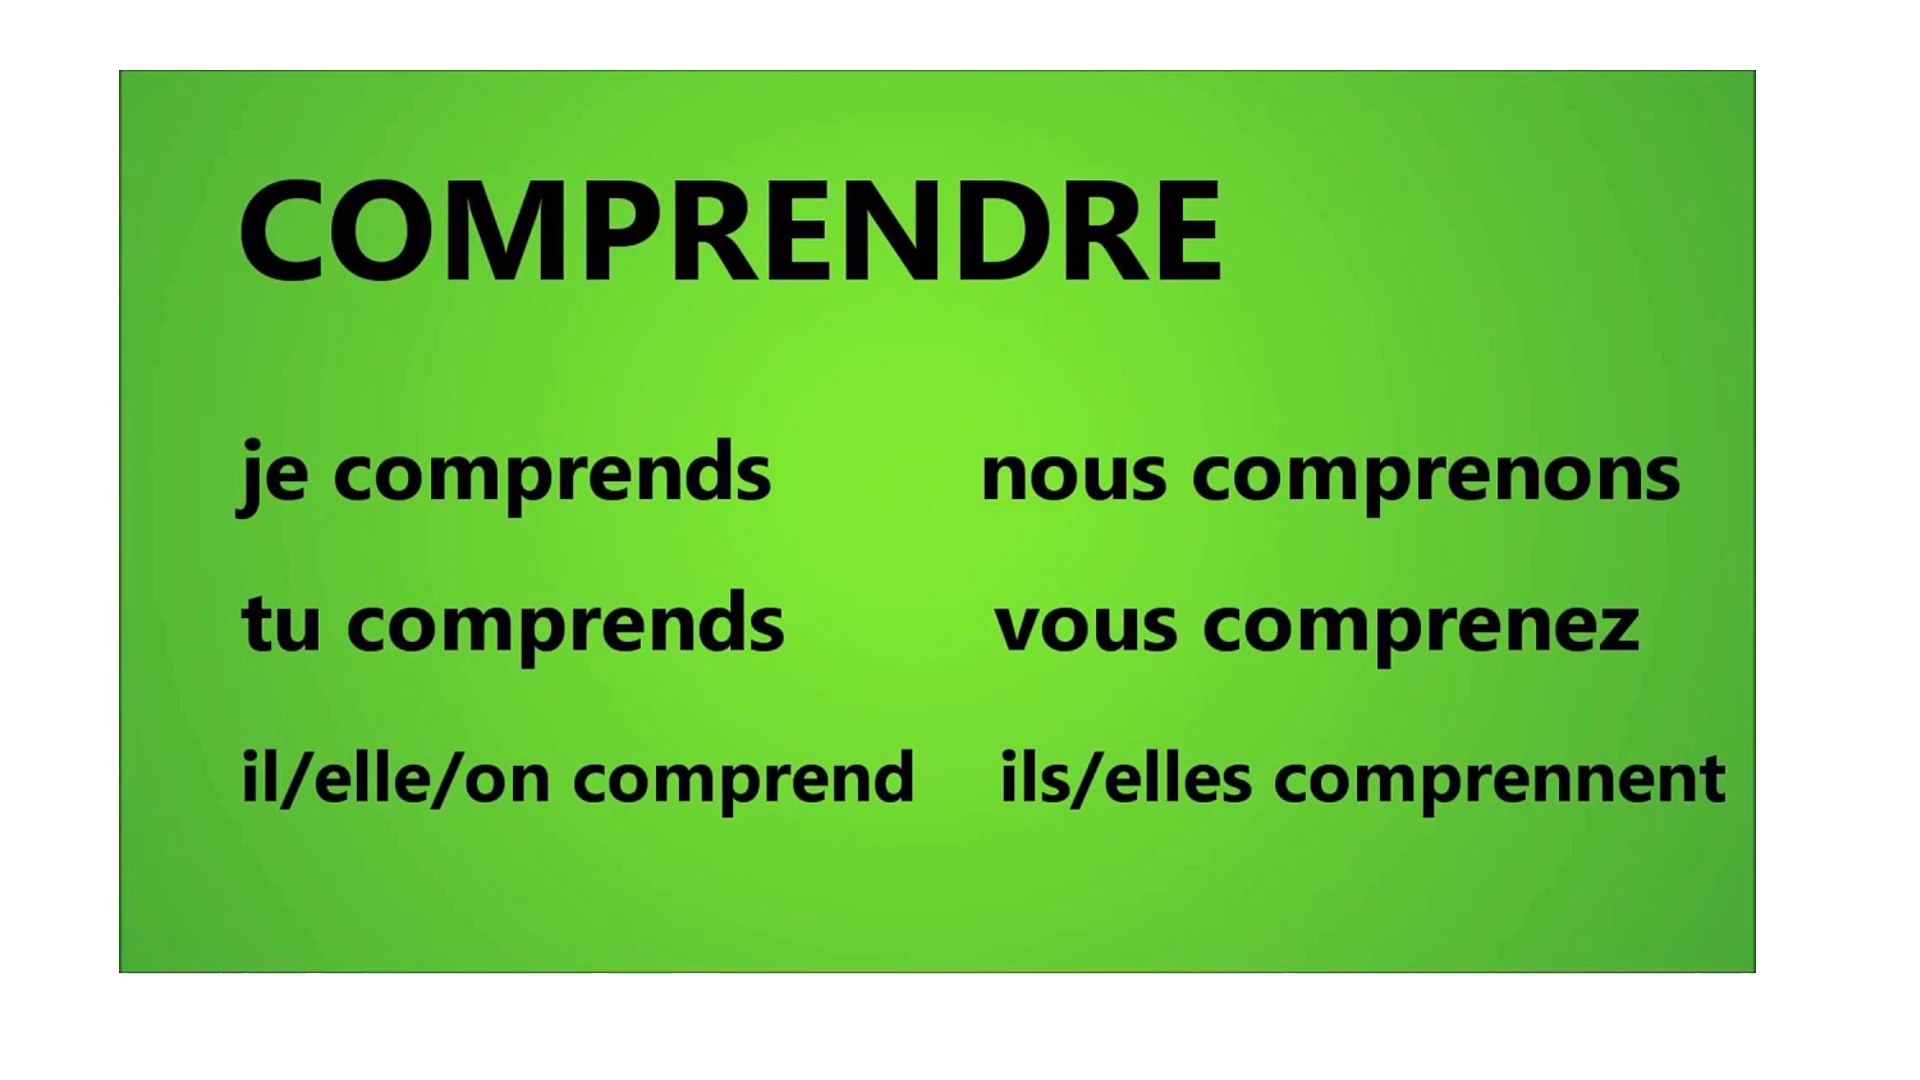 COMPRENDRE
je comprends nous comprenons
tu comprends vous comprenez
il/elle/on comprend ils/elles comprennent